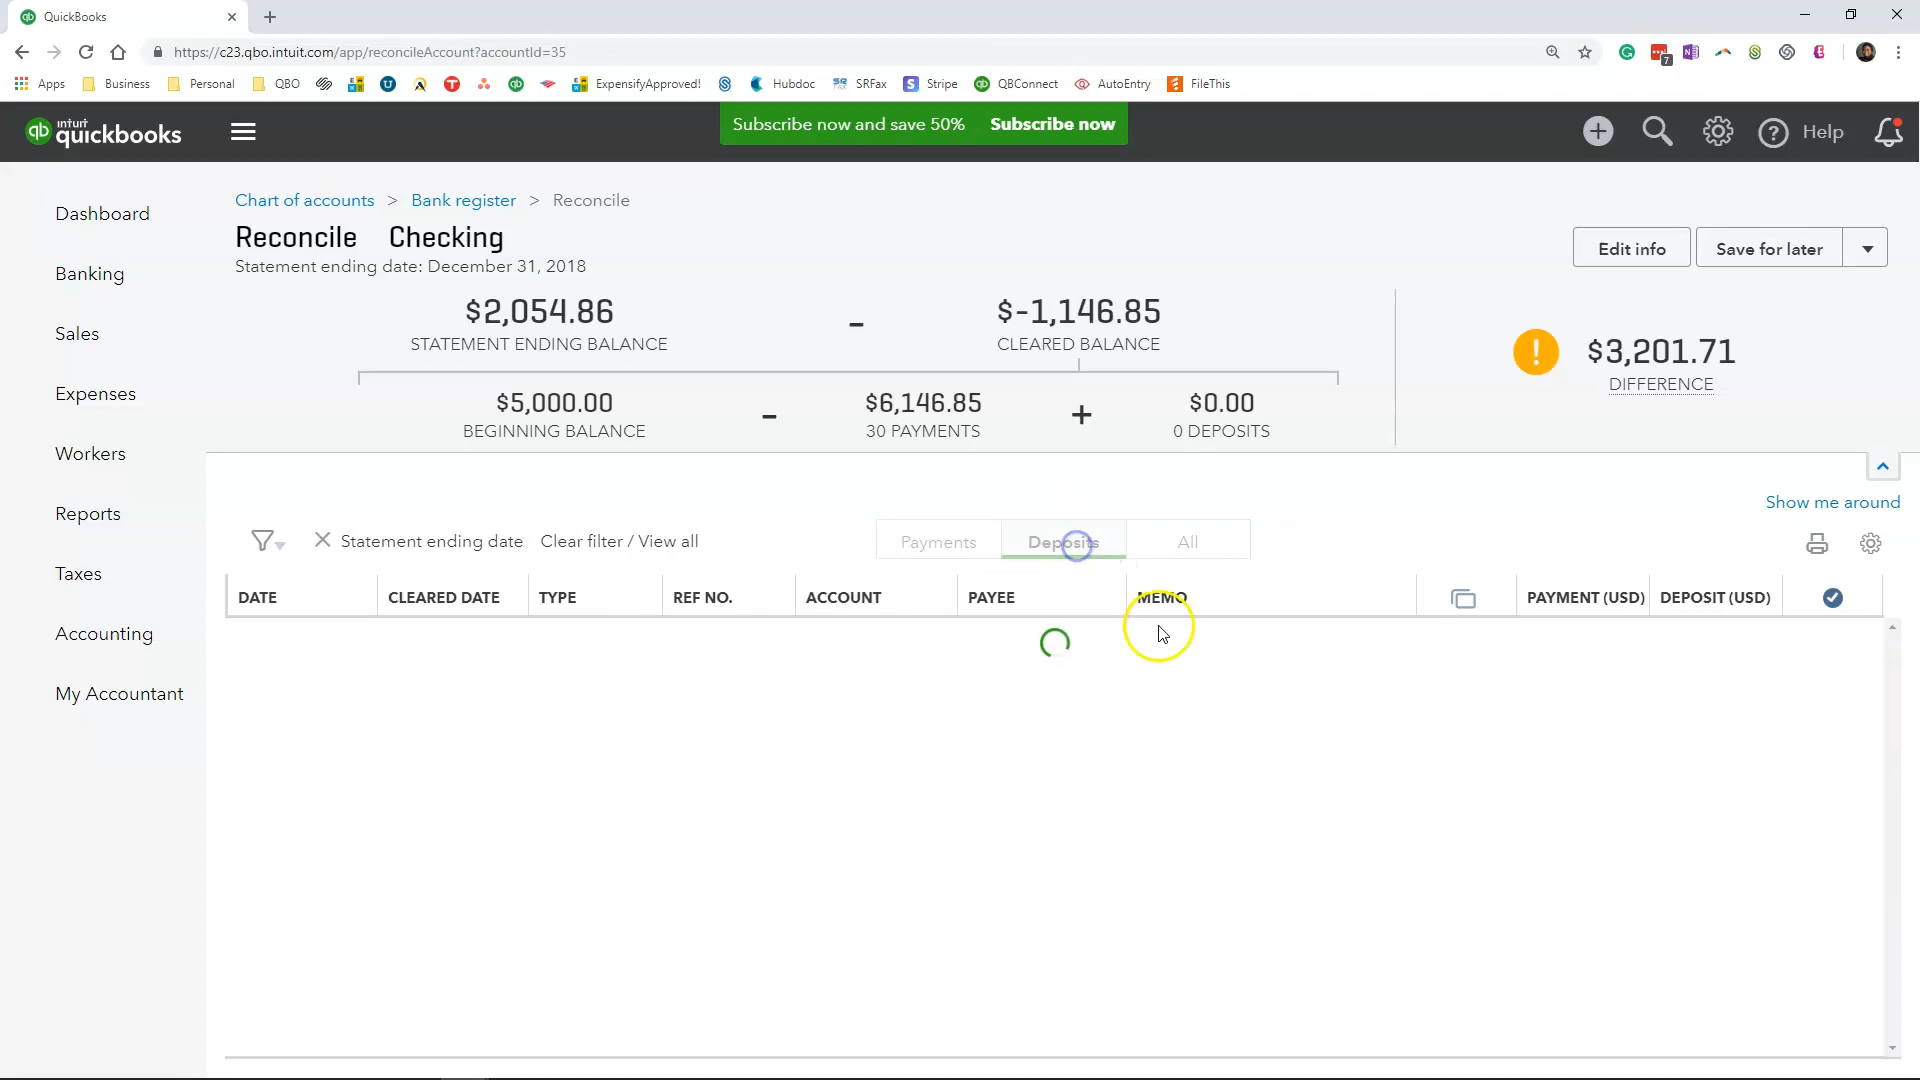 QuickBooks
https://c23.qbo.intuit.com/app/reconcileAccount?accountId=35
7
Apps Business Personal QBO ExpensifyApproved! Hubdoc SRFax Stripe QBConnect AutoEntry FileThis
intuit
quickbooks
Subscribe now and save 50% Subscribe now
Help
Dashboard
Banking
Sales
Expenses
Workers
Reports
Taxes
Accounting
My Accountant
Chart of accounts > Bank register > Reconcile
Reconcile Checking
Statement ending date: December 31, 2018
Edit info
Save for later
$2,054.86 - $-1,146.85
STATEMENT ENDING BALANCE CLEARED BALANCE
$5,000.00 - $6,146.85 + $0.00
BEGINNING BALANCE 30 PAYMENTS 0 DEPOSITS
! $3,201.71
DIFFERENCE
Show me around
Statement ending date Clear filter / View all
Payments Deposits All
DATE CLEARED DATE TYPE REF NO. ACCOUNT PAYEE MEMO PAYMENT (USD) DEPOSIT (USD)